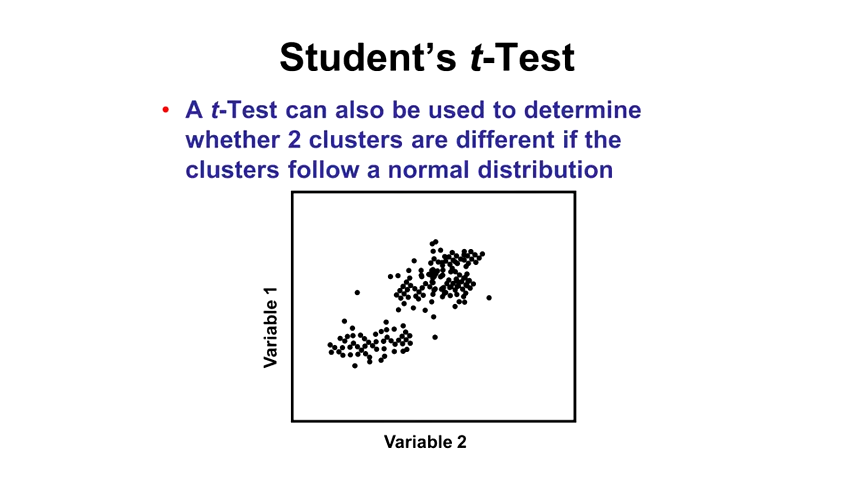 Student’s t-Test
• A t-Test can also be used to determine
whether 2 clusters are different if the
clusters follow a normal distribution
Variable 1
Variable 2